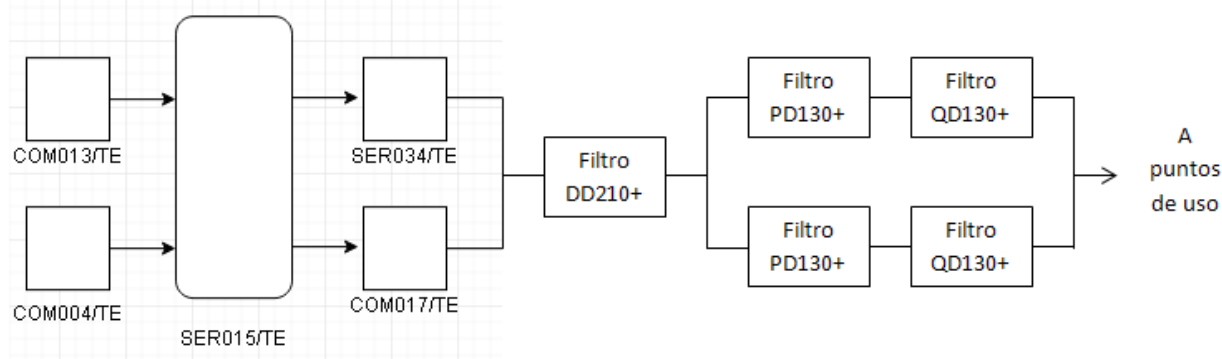 COM013/TE
COM004/TE
SER015/TE
SER034/TE
COM017/TE
Filtro
DD210+
Filtro
PD130+
Filtro
QD130+
Filtro
PD130+
Filtro
QD130+
A
puntos
de uso